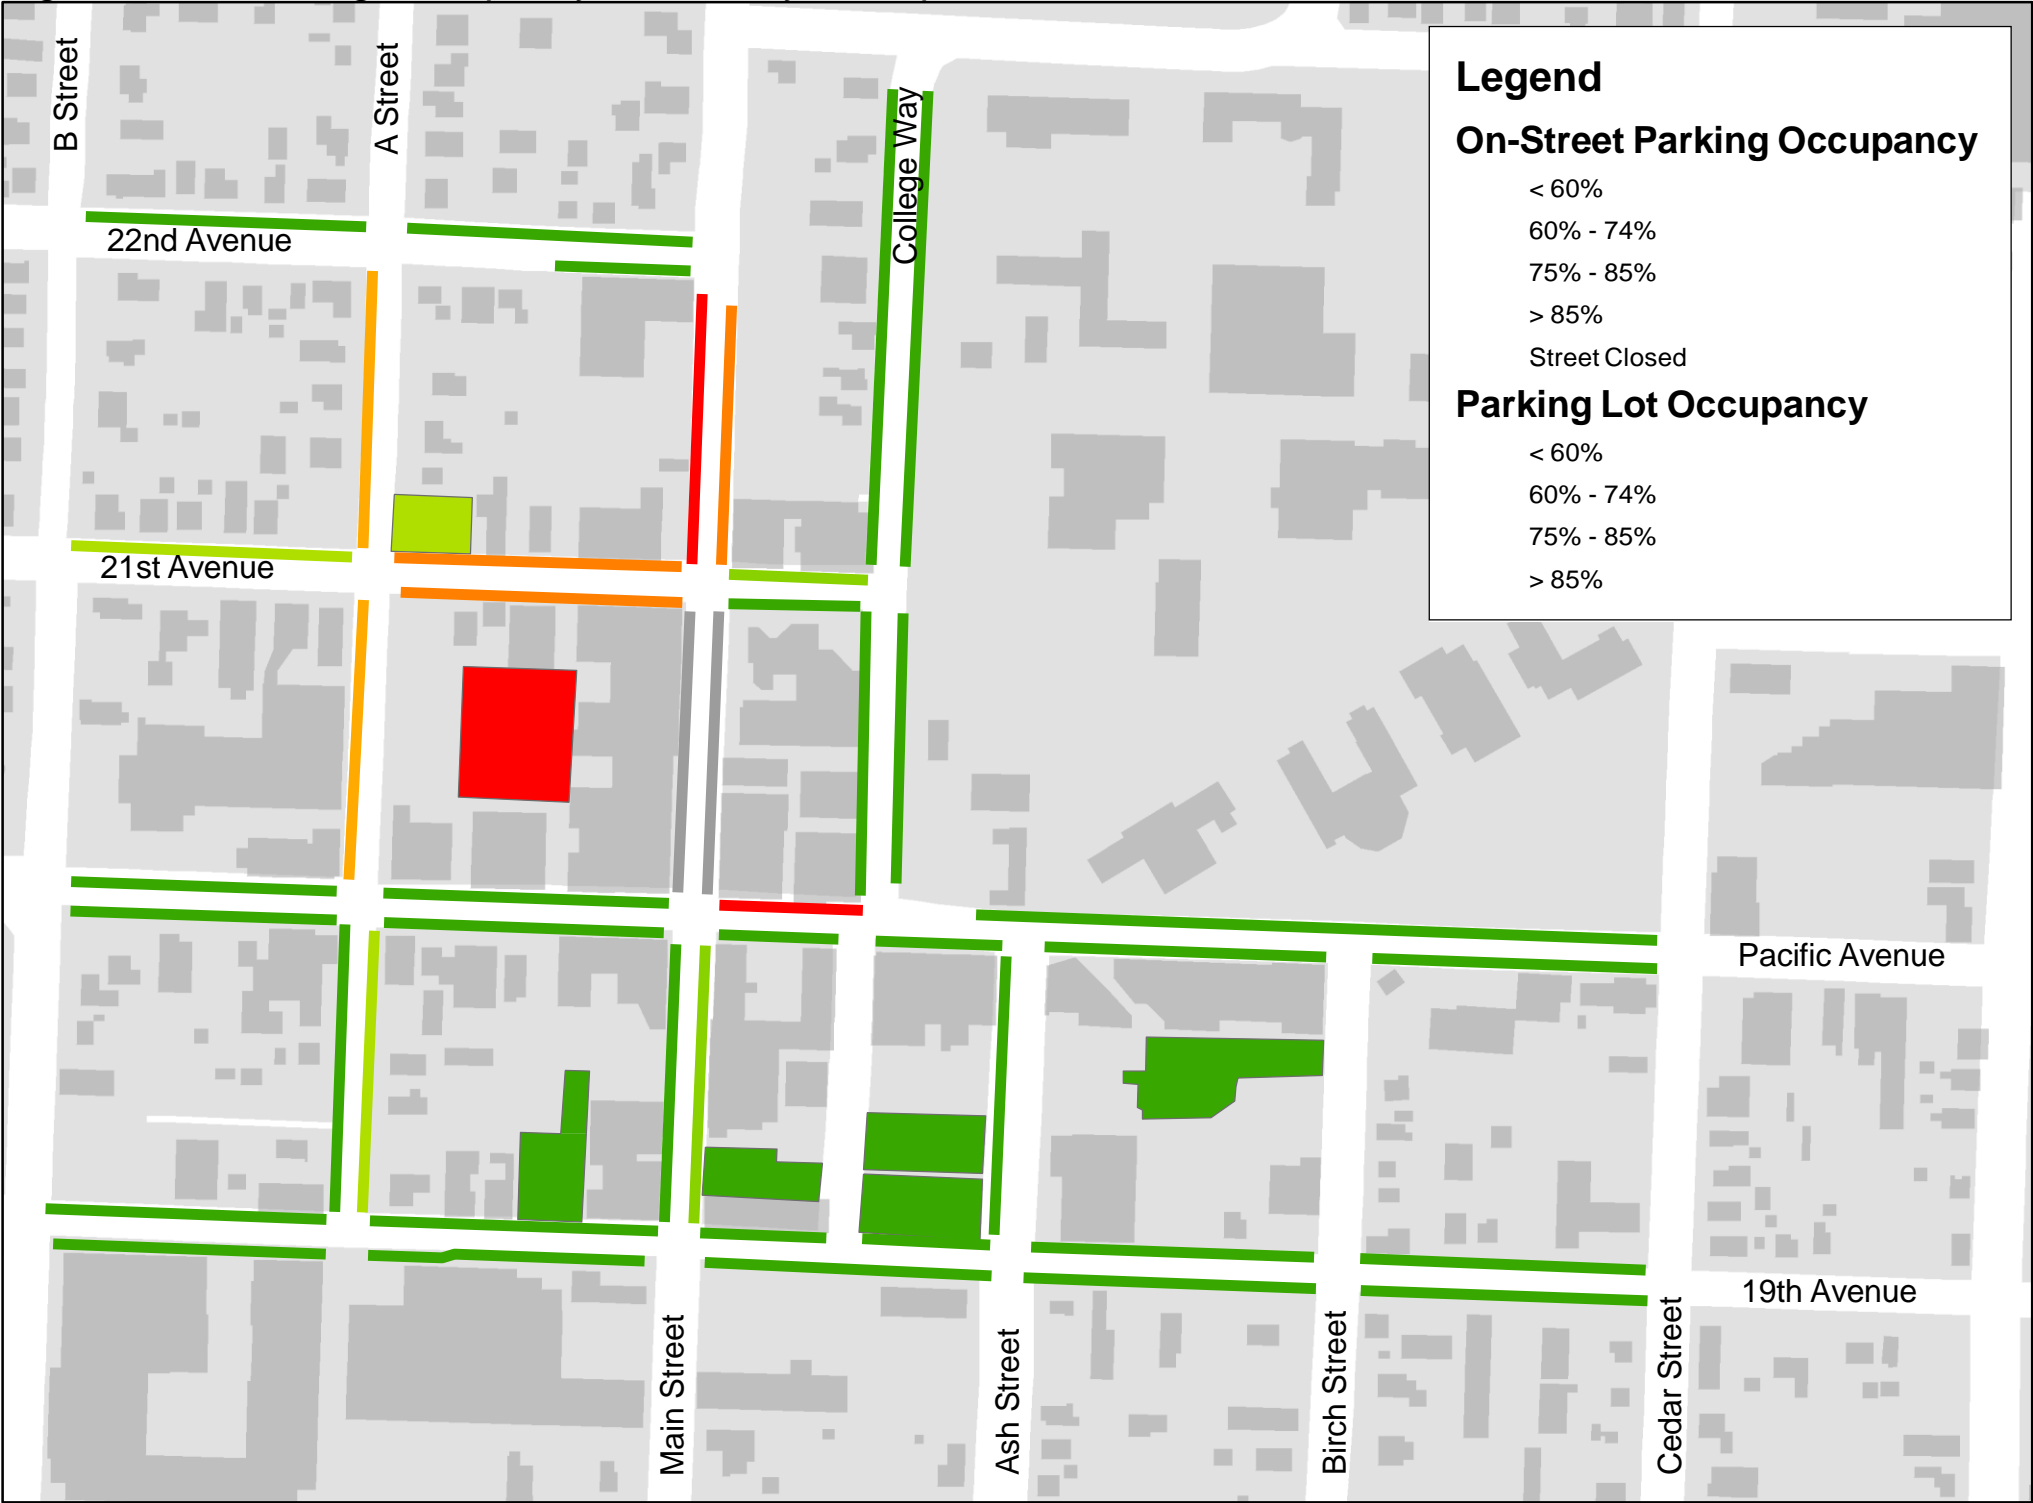 Legend
On-Street Parking Occupancy
< 60%
60% - 74%
75% - 85%
> 85%
Street Closed
Parking Lot Occupancy
< 60%
60% - 74%
75% - 85%
> 85%
B Street
A Street
College Way
22nd Avenue
21st Avenue
Pacific Avenue
19th Avenue
Main Street
Ash Street
Birch Street
Cedar Street